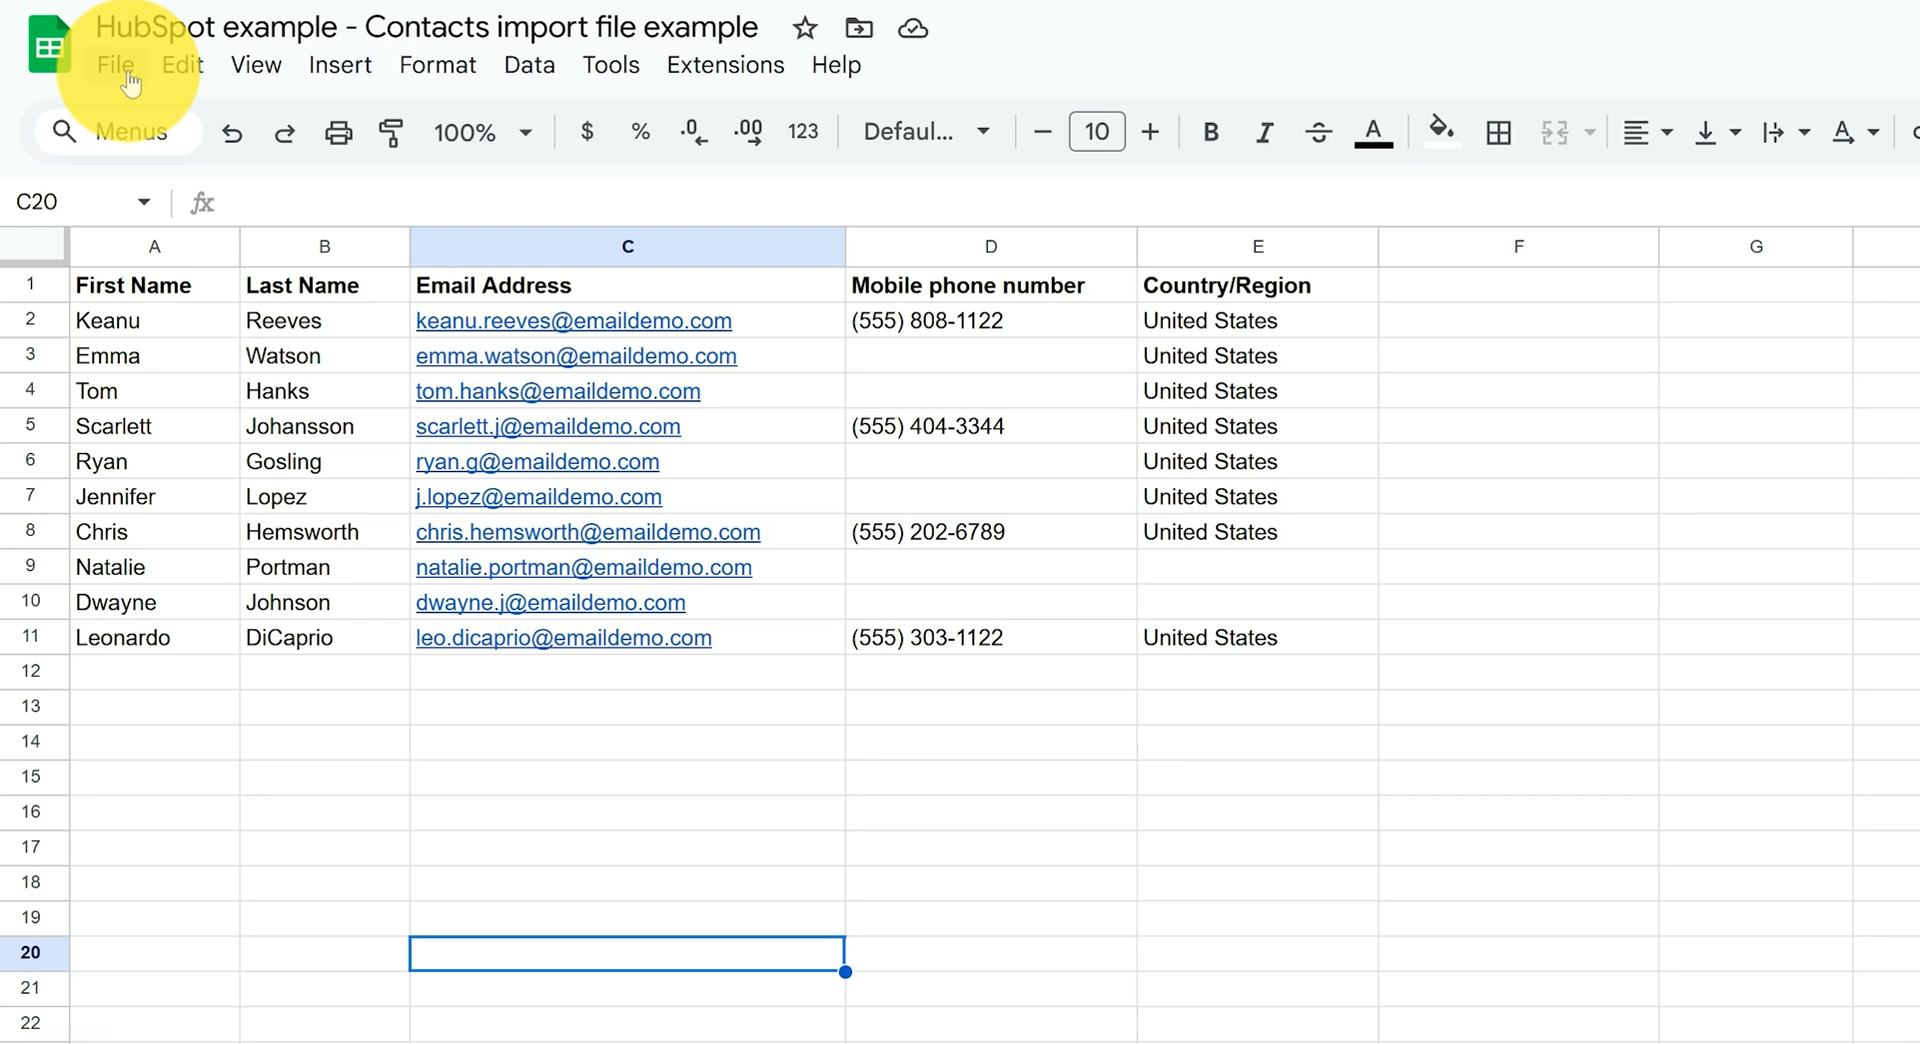 HubSpot example - Contacts import file example
File Edit View Insert Format Data Tools Extensions Help
Menus 100% $ % .0 .00 123 Defaul... 10 B I A A
C20 fx
A B C D E F G
1 First Name Last Name Email Address Mobile phone number Country/Region
2 Keanu Reeves keanu.reeves@emaildemo.com (555) 808-1122 United States
3 Emma Watson emma.watson@emaildemo.com United States
4 Tom Hanks tom.hanks@emaildemo.com United States
5 Scarlett Johansson scarlett.j@emaildemo.com (555) 404-3344 United States
6 Ryan Gosling ryan.g@emaildemo.com United States
7 Jennifer Lopez j.lopez@emaildemo.com United States
8 Chris Hemsworth chris.hemsworth@emaildemo.com (555) 202-6789 United States
9 Natalie Portman natalie.portman@emaildemo.com
10 Dwayne Johnson dwayne.j@emaildemo.com
11 Leonardo DiCaprio leo.dicaprio@emaildemo.com (555) 303-1122 United States
12
13
14
15
16
17
18
19
20
21
22